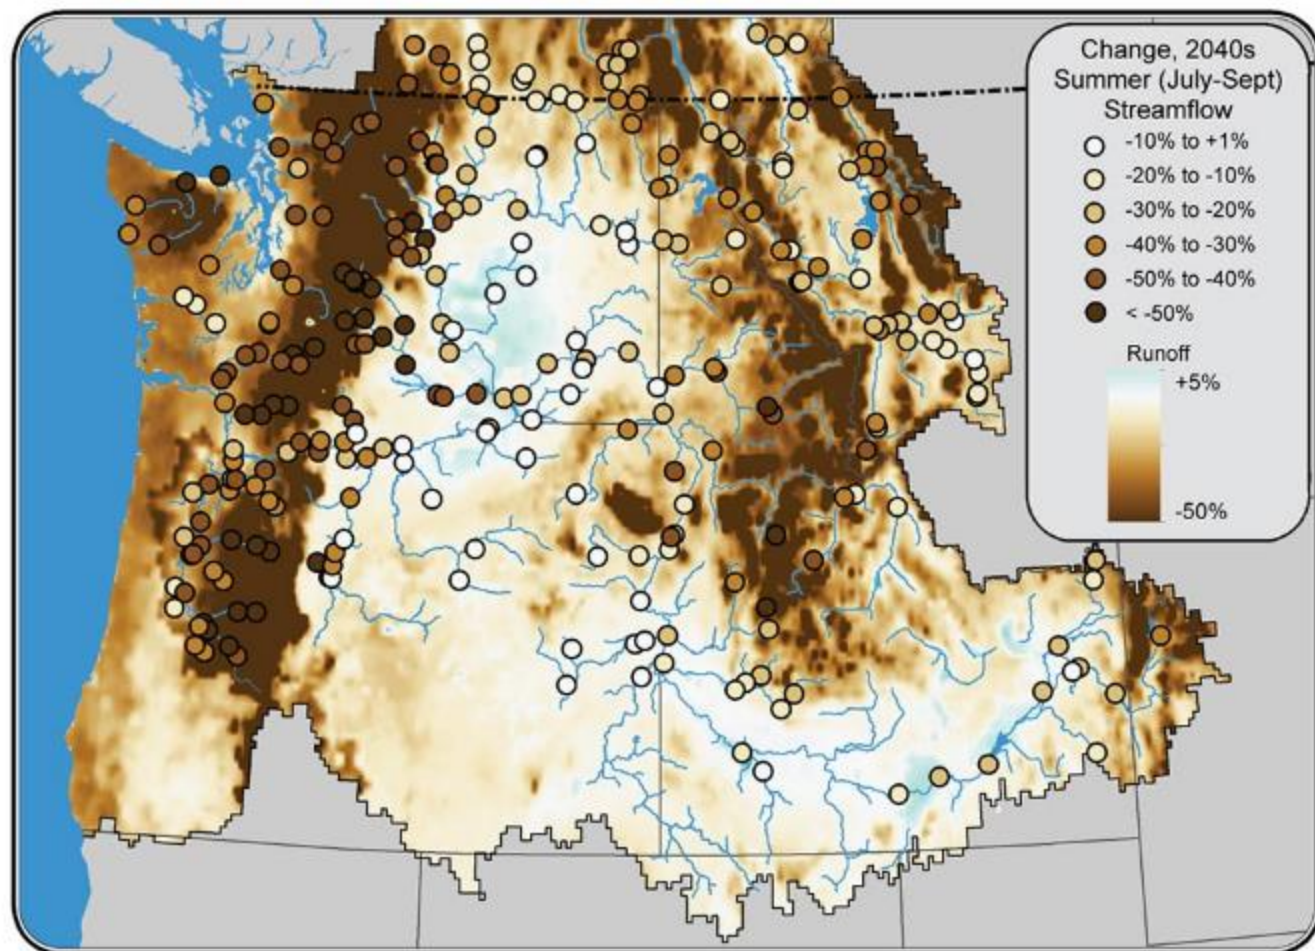 Change, 2040s
Summer (July-Sept)
Streamflow
-10% to +1%
-20% to -10%
-30% to -20%
-40% to -30%
-50% to -40%
< -50%
Runoff
+5%
-50%